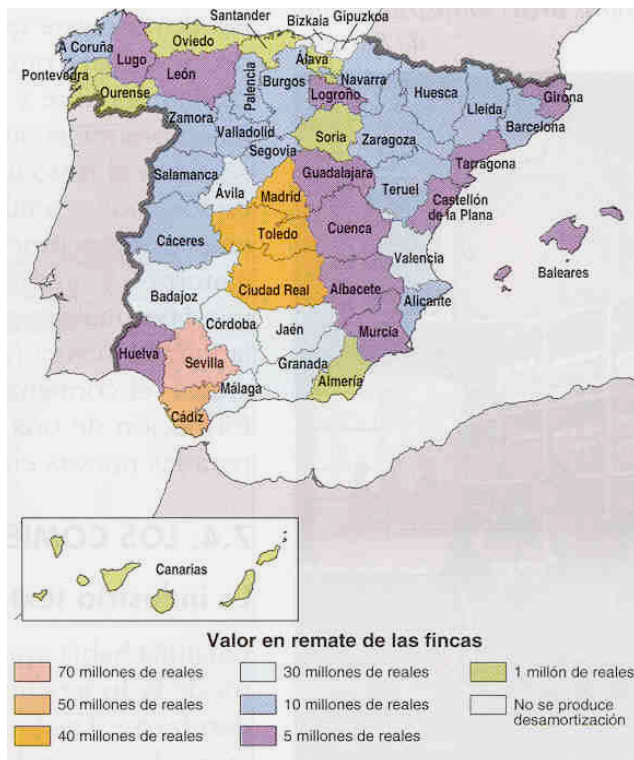 Santander
Bizkaia
Gipuzkoa
A Coruña
Lugo
Oviedo
Álava
Pontevedra
Ourense
León
Palencia
Burgos
Logroño
Navarra
Huesca
Lleida
Girona
Barcelona
Zamora
Valladolid
Soria
Zaragoza
Tarragona
Segovia
Salamanca
Ávila
Madrid
Guadalajara
Teruel
Castellón
de la Plana
Cáceres
Toledo
Cuenca
Valencia
Baleares
Badajoz
Ciudad Real
Albacete
Alicante
Córdoba
Jaén
Murcia
Huelva
Sevilla
Granada
Almería
Málaga
Cádiz
Canarias
7.4. LOS COMIE
Valor en remate de las fincas
70 millones de reales
50 millones de reales
40 millones de reales
30 millones de reales
10 millones de reales
5 millones de reales
1 millón de reales
No se produce
desamortización